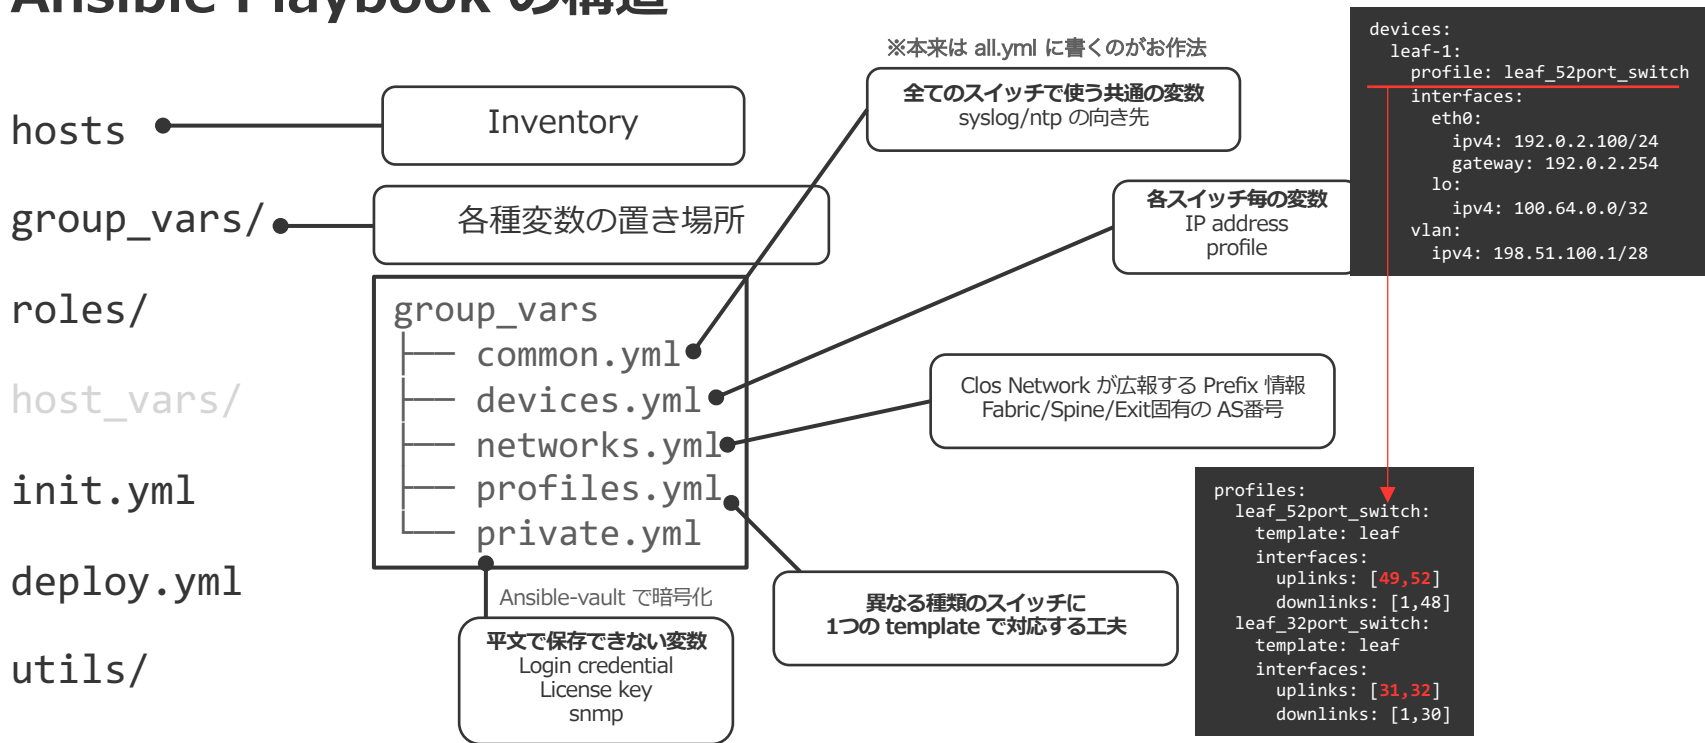 Ansible Playbook の構造
hosts
group_vars/
roles/
host_vars/
init.yml
deploy.yml
utils/
Inventory
各種変数の置き場所
group_vars
├── common.yml
├── devices.yml
├── networks.yml
├── profiles.yml
└── private.yml
※本来は all.yml に書くのがお作法
全てのスイッチで使う共通の変数
syslog/ntp の向き先
各スイッチ毎の変数
IP address
profile
Clos Network が広報する Prefix 情報
Fabric/Spine/Exit固有の AS番号
異なる種類のスイッチに
1つの template で対応する工夫
Ansible-vault で暗号化
平文で保存できない変数
Login credential
License key
snmp
devices:
leaf-1:
profile: leaf_52port_switch
interfaces:
eth0:
ipv4: 192.0.2.100/24
gateway: 192.0.2.254
lo:
ipv4: 100.64.0.0/32
vlan:
ipv4: 198.51.100.1/28
profiles:
leaf_52port_switch:
template: leaf
interfaces:
uplinks: [49,52]
downlinks: [1,48]
leaf_32port_switch:
template: leaf
interfaces:
uplinks: [31,32]
downlinks: [1,30]